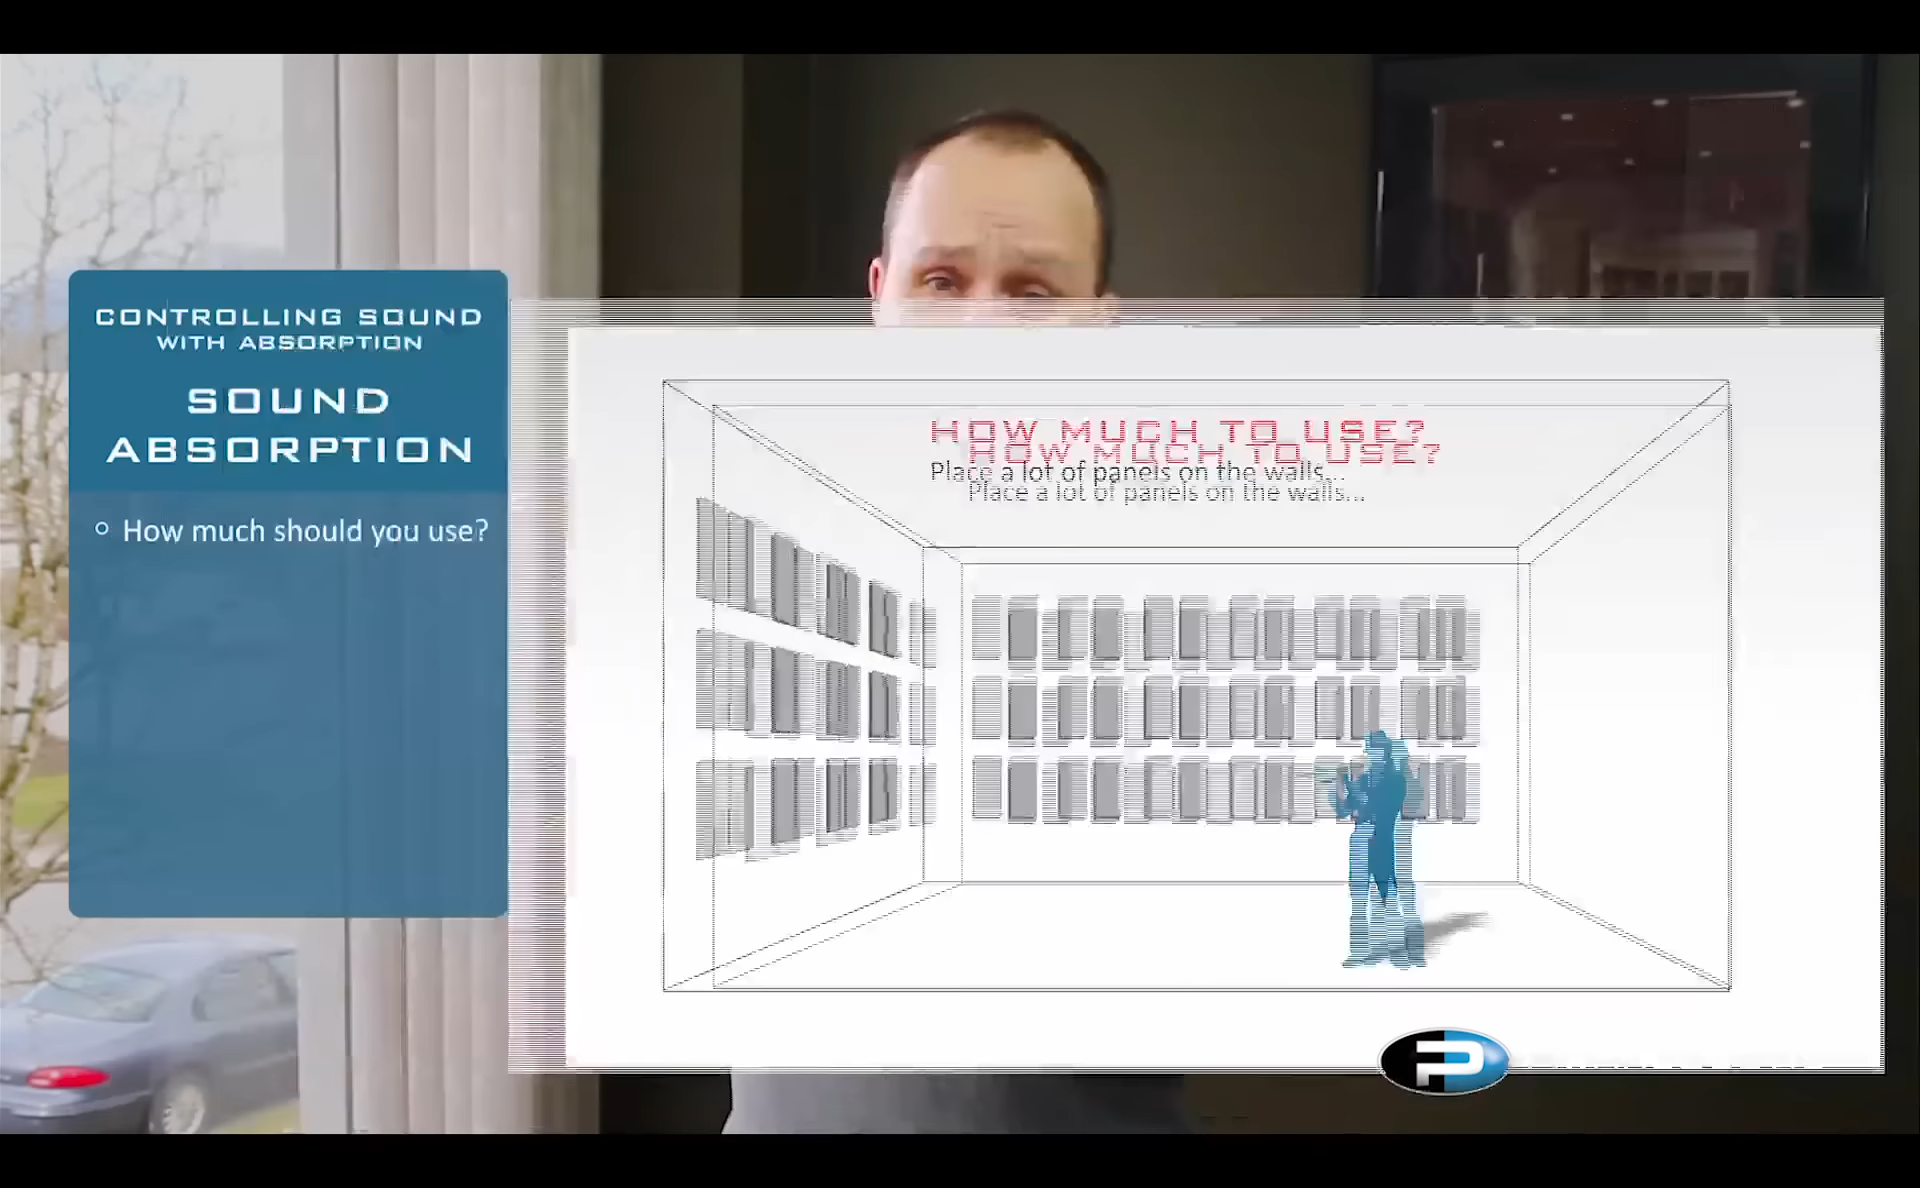 CONTROLLING SOUND
WITH ABSORPTION
SOUND
ABSORPTION
How much should you use?
HOW MUCH TO USE?
HOW MUCH TO USE?
Place a lot of panels on the walls...
Place a lot of panels on the walls...
P